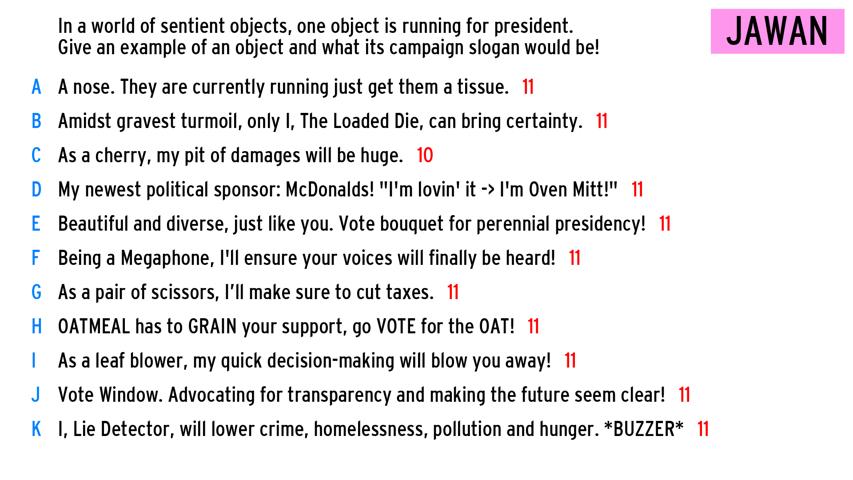 In a world of sentient objects, one object is running for president.
Give an example of an object and what its campaign slogan would be!
JAWAN
A A nose. They are currently running just get them a tissue. 11
B Amidst gravest turmoil, only I, The Loaded Die, can bring certainty. 11
C As a cherry, my pit of damages will be huge. 10
D My newest political sponsor: McDonalds! "I'm lovin' it -> I'm Oven Mitt!" 11
E Beautiful and diverse, just like you. Vote bouquet for perennial presidency! 11
F Being a Megaphone, I'll ensure your voices will finally be heard! 11
G As a pair of scissors, I’ll make sure to cut taxes. 11
H OATMEAL has to GRAIN your support, go VOTE for the OAT! 11
I As a leaf blower, my quick decision-making will blow you away! 11
J Vote Window. Advocating for transparency and making the future seem clear! 11
K I, Lie Detector, will lower crime, homelessness, pollution and hunger. *BUZZER* 11